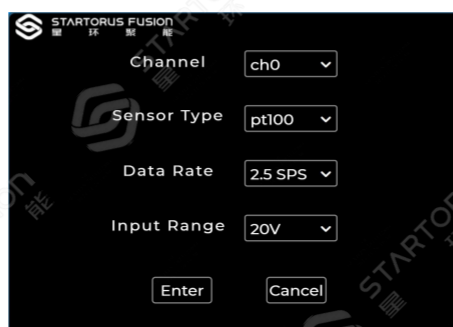 STARTORUS FUSION
星 环 聚 能
Channel ch0
Sensor Type pt100
Data Rate 2.5 SPS
Input Range 20V
Enter Cancel